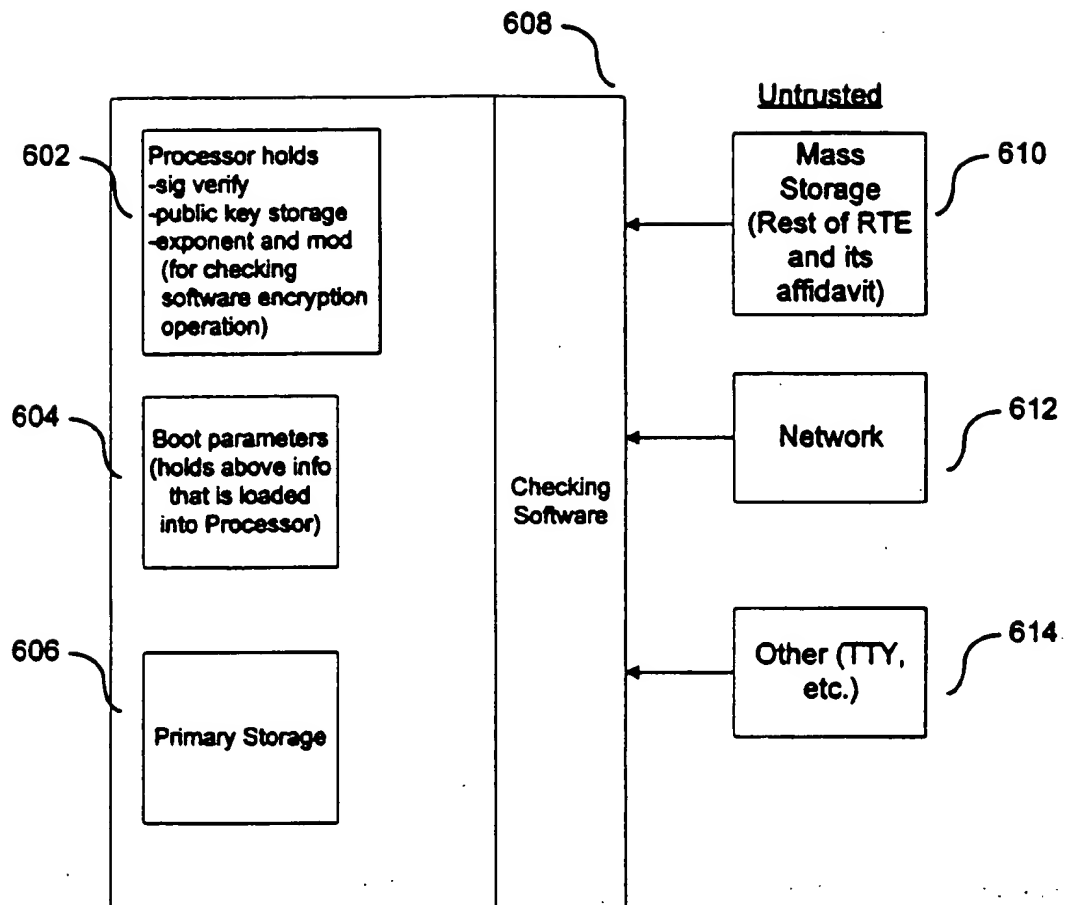 608
Untrusted
602
Processor holds
-sig verify
-public key storage
-exponent and mod
(for checking
software encryption
operation)
Mass
Storage
(Rest of RTE
and its
affidavit)
610
604
Boot parameters
(holds above info
that is loaded
into Processor)
Checking
Software
Network
612
606
Primary Storage
Other (TTY,
etc.)
614